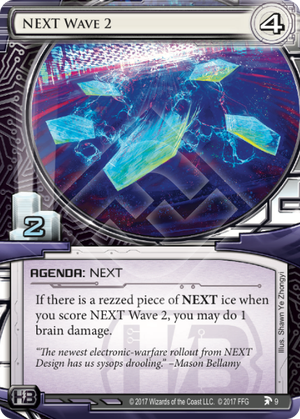 NEXT Wave 2
4
2
AGENDA: NEXT
If there is a rezzed piece of NEXT ice when
you score NEXT Wave 2, you may do 1
brain damage.
"The newest electronic-warfare rollout from NEXT
Design has us sysops drooling." –Mason Bellamy
Illus. Shawn Ye Zhongyi
HB
© 2017 Wizards of the Coast LLC. © 2017 FFG
9